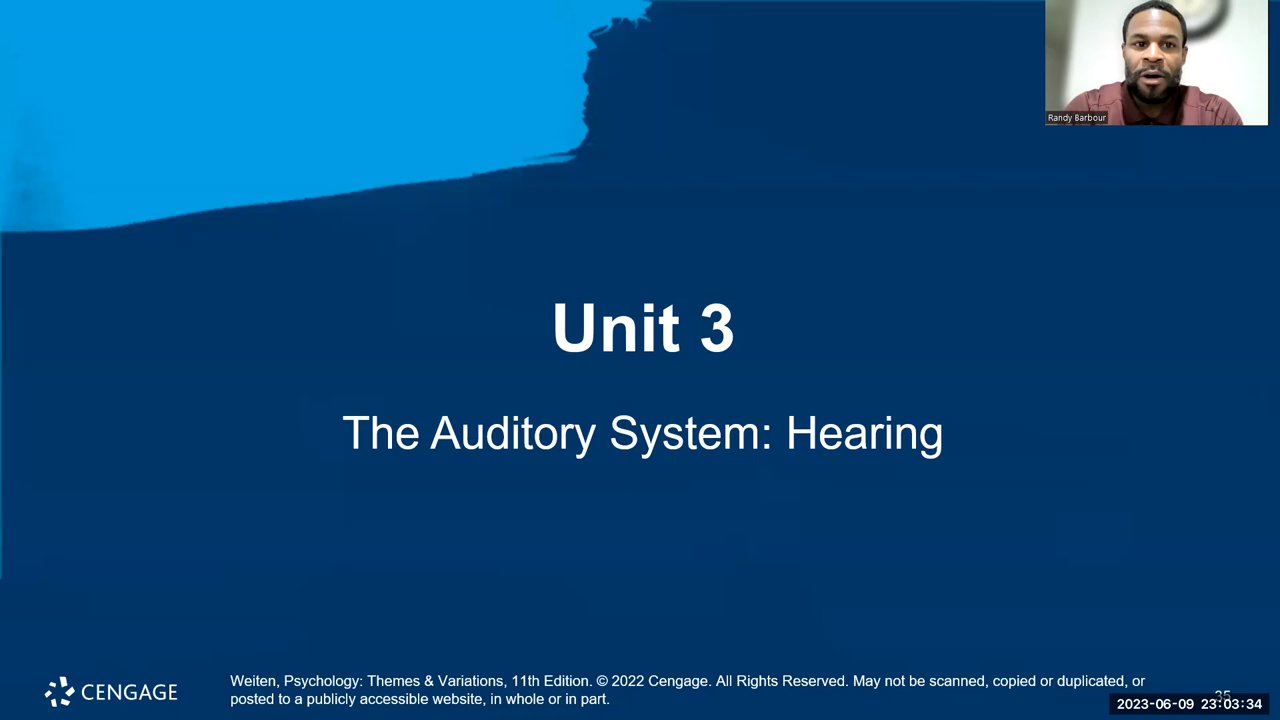 Randy Barbour
Unit 3
The Auditory System: Hearing
CENGAGE
Weiten, Psychology: Themes & Variations, 11th Edition. © 2022 Cengage. All Rights Reserved. May not be scanned, copied or duplicated, or
posted to a publicly accessible website, in whole or in part.
35
2023-06-09 23:03:34